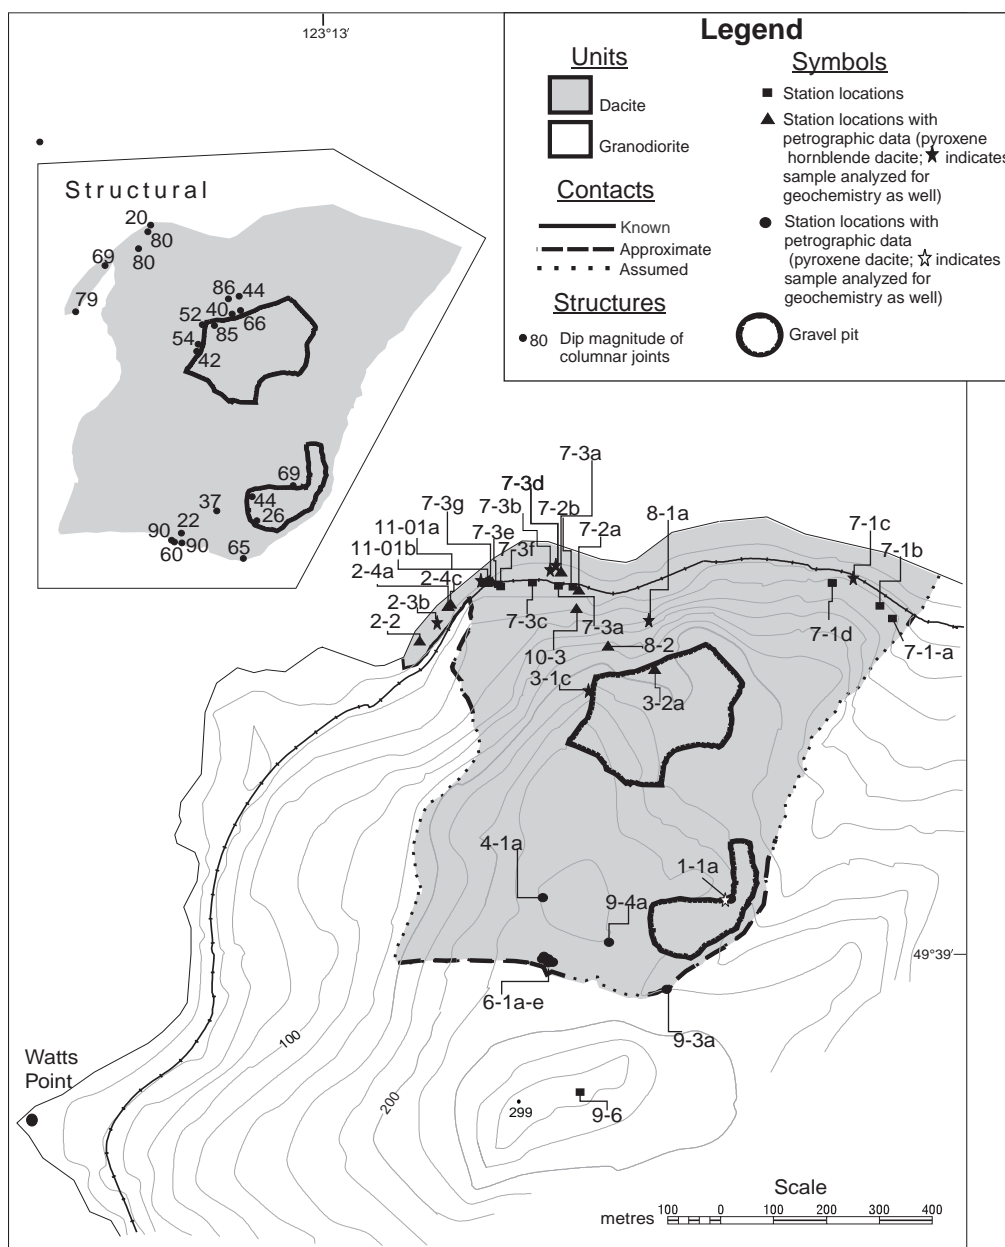 123°13′
Legend
Units
Dacite
Granodiorite
Contacts
Known
Approximate
Assumed
Structures
80 Dip magnitude of
columnar joints
Symbols
Station locations
Station locations with
petrographic data (pyroxene
hornblende dacite; ★ indicates
sample analyzed for
geochemistry as well)
Station locations with
petrographic data
(pyroxene dacite; ☆ indicates
sample analyzed for
geochemistry as well)
Gravel pit
Structural
20
80
80
69
79
86
44
40
66
52
85
54
42
69
44
26
37
22
90
90
60
65
7-3a
7-3d
7-3g
7-3b
7-2b
8-1a
7-1c
11-01a
7-3e
7-2a
7-1b
11-01b
7-3f
2-4a
2-4c
2-3b
2-2
7-3c
7-3a
7-1d
7-1-a
10-3
8-2
3-1c
3-2a
4-1a
1-1a
9-4a
49°39′
6-1a-e
9-3a
100
Watts
Point
200
299
9-6
Scale
metres
100
0
100
200
300
400